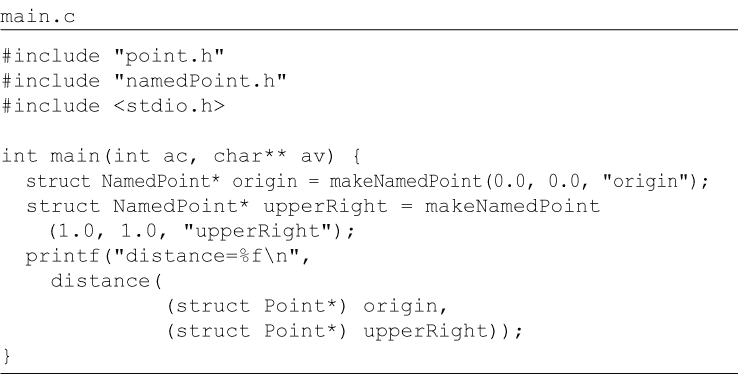 main.c
#include "point.h"
#include "namedPoint.h"
#include <stdio.h>
int main(int ac, char** av) {
struct NamedPoint* origin = makeNamedPoint(0.0, 0.0, "origin");
struct NamedPoint* upperRight = makeNamedPoint
(1.0, 1.0, "upperRight");
printf("distance=%f\n",
distance(
(struct Point*) origin,
(struct Point*) upperRight));
}